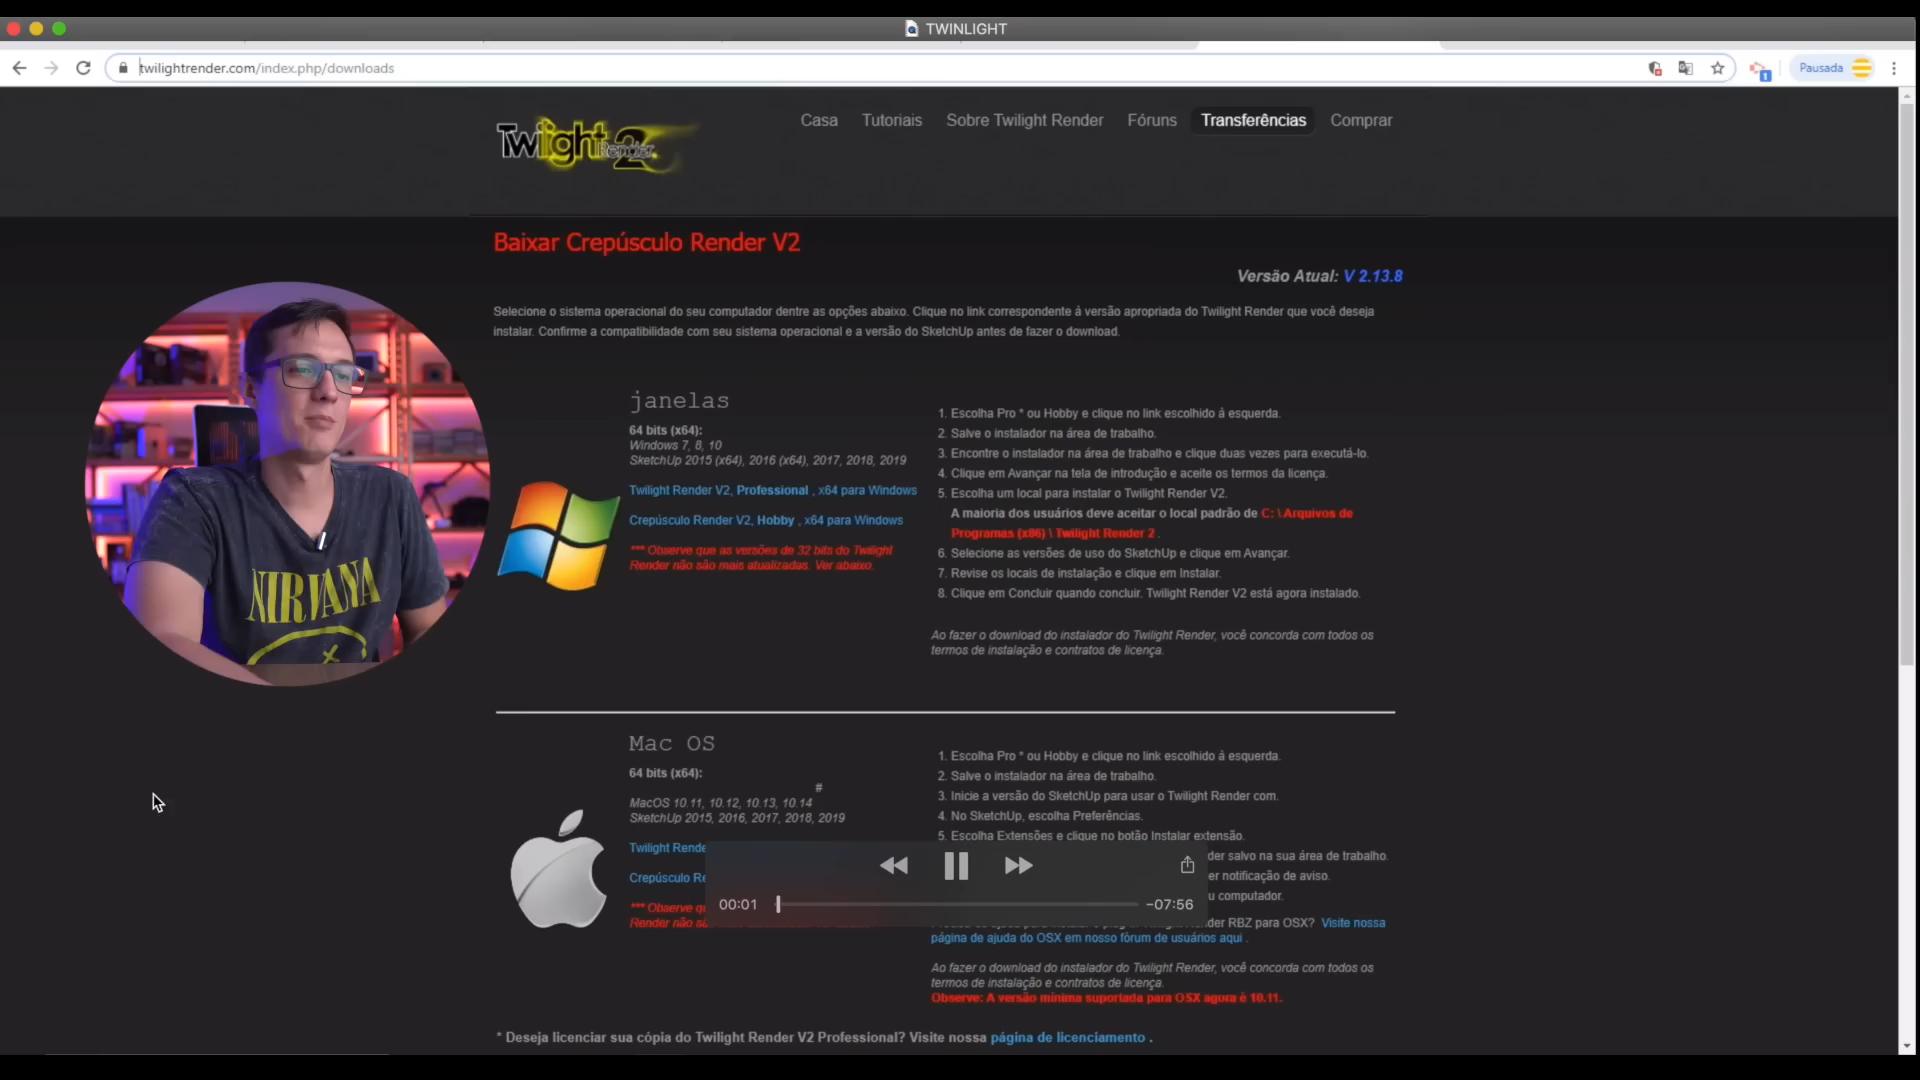 TWINLIGHT
twilightrender.com/index.php/downloads
1
Pausada
Twilight Render 2
Casa Tutoriais Sobre Twilight Render Fóruns Transferências Comprar
Baixar Crepúsculo Render V2
Versão Atual: V 2.13.8
Selecione o sistema operacional do seu computador dentre as opções abaixo. Clique no link correspondente à versão apropriada do Twilight Render que você deseja
instalar. Confirme a compatibilidade com seu sistema operacional e a versão do SketchUp antes de fazer o download.
janelas
64 bits (x64):
Windows 7, 8, 10
SketchUp 2015 (x64), 2016 (x64), 2017, 2018, 2019
Twilight Render V2, Professional , x64 para Windows
Crepúsculo Render V2, Hobby , x64 para Windows
*** Observe que as versões de 32 bits do Twilight
Render não são mais atualizadas. Ver abaixo.
1. Escolha Pro * ou Hobby e clique no link escolhido à esquerda.
2. Salve o instalador na área de trabalho.
3. Encontre o instalador na área de trabalho e clique duas vezes para executá-lo.
4. Clique em Avançar na tela de introdução e aceite os termos da licença.
5. Escolha um local para instalar o Twilight Render V2.
A maioria dos usuários deve aceitar o local padrão de C: \ Arquivos de
Programas (x86) \ Twilight Render 2 .
6. Selecione as versões de uso do SketchUp e clique em Avançar.
7. Revise os locais de instalação e clique em Instalar.
8. Clique em Concluir quando concluir. Twilight Render V2 está agora instalado.
Ao fazer o download do instalador do Twilight Render, você concorda com todos os
termos de instalação e contratos de licença.
NIRVANA
Mac OS
64 bits (x64):
#
MacOS 10.11, 10.12, 10.13, 10.14
SketchUp 2015, 2016, 2017, 2018, 2019
Twilight Rende
Crepúsculo Re
*** Observe qu
Render não sã
1. Escolha Pro * ou Hobby e clique no link escolhido à esquerda.
2. Salve o instalador na área de trabalho.
3. Inicie a versão do SketchUp para usar o Twilight Render com.
4. No SketchUp, escolha Preferências.
5. Escolha Extensões e clique no botão Instalar extensão.
der salvo na sua área de trabalho.
er notificação de aviso.
u computador.
nder RBZ para OSX? Visite nossa
página de ajuda do OSX em nosso fórum de usuários aqui .
Ao fazer o download do instalador do Twilight Render, você concorda com todos os
termos de instalação e contratos de licença.
Observe: A versão mínima suportada para OSX agora é 10.11.
00:01
-07:56
* Deseja licenciar sua cópia do Twilight Render V2 Professional? Visite nossa página de licenciamento .